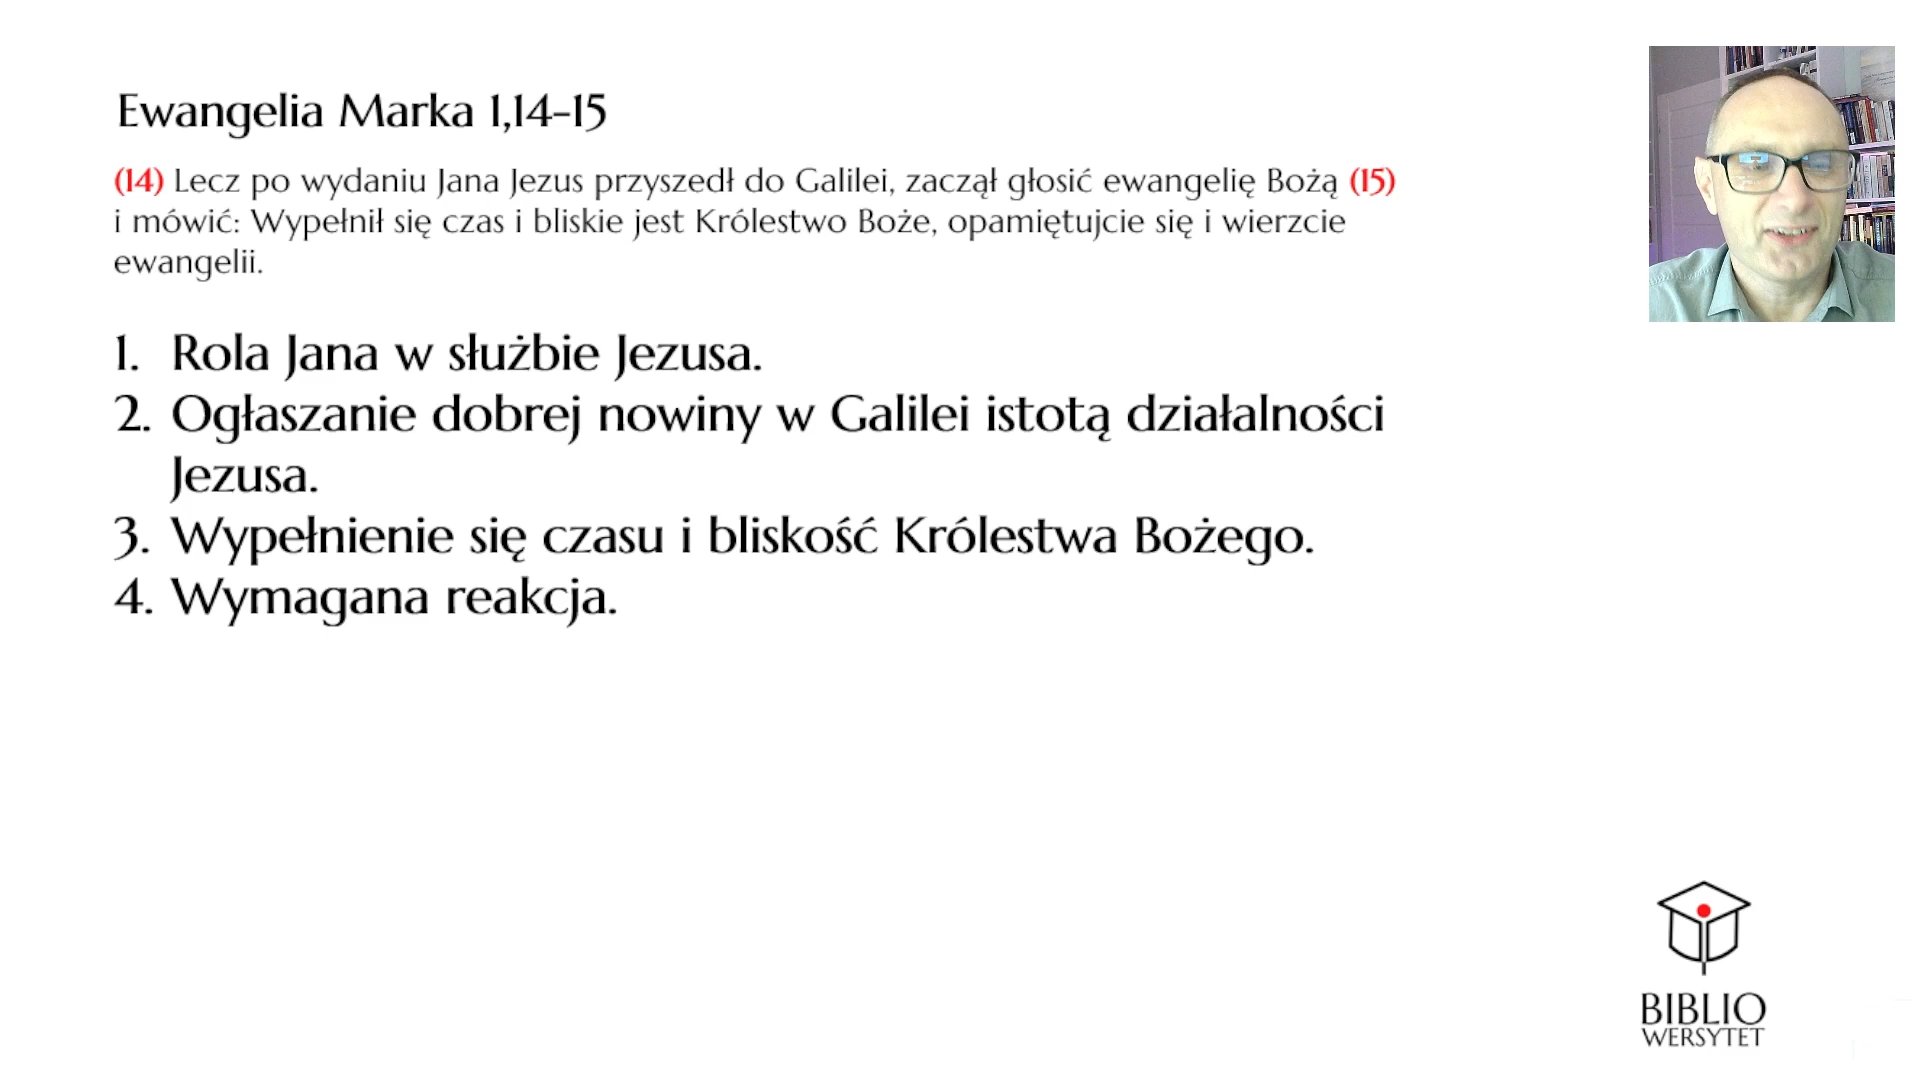 Ewangelia Marka 1,14-15
(14) Lecz po wydaniu Jana Jezus przyszedł do Galilei, zaczął głosić ewangelię Bożą (15)
i mówić: Wypełnił się czas i bliskie jest Królestwo Boże, opamiętujcie się i wierzcie
ewangelii.
1. Rola Jana w służbie Jezusa.
2. Ogłaszanie dobrej nowiny w Galilei istotą działalności
Jezusa.
3. Wypełnienie się czasu i bliskość Królestwa Bożego.
4. Wymagana reakcja.
BIBLIO
WERSYTET